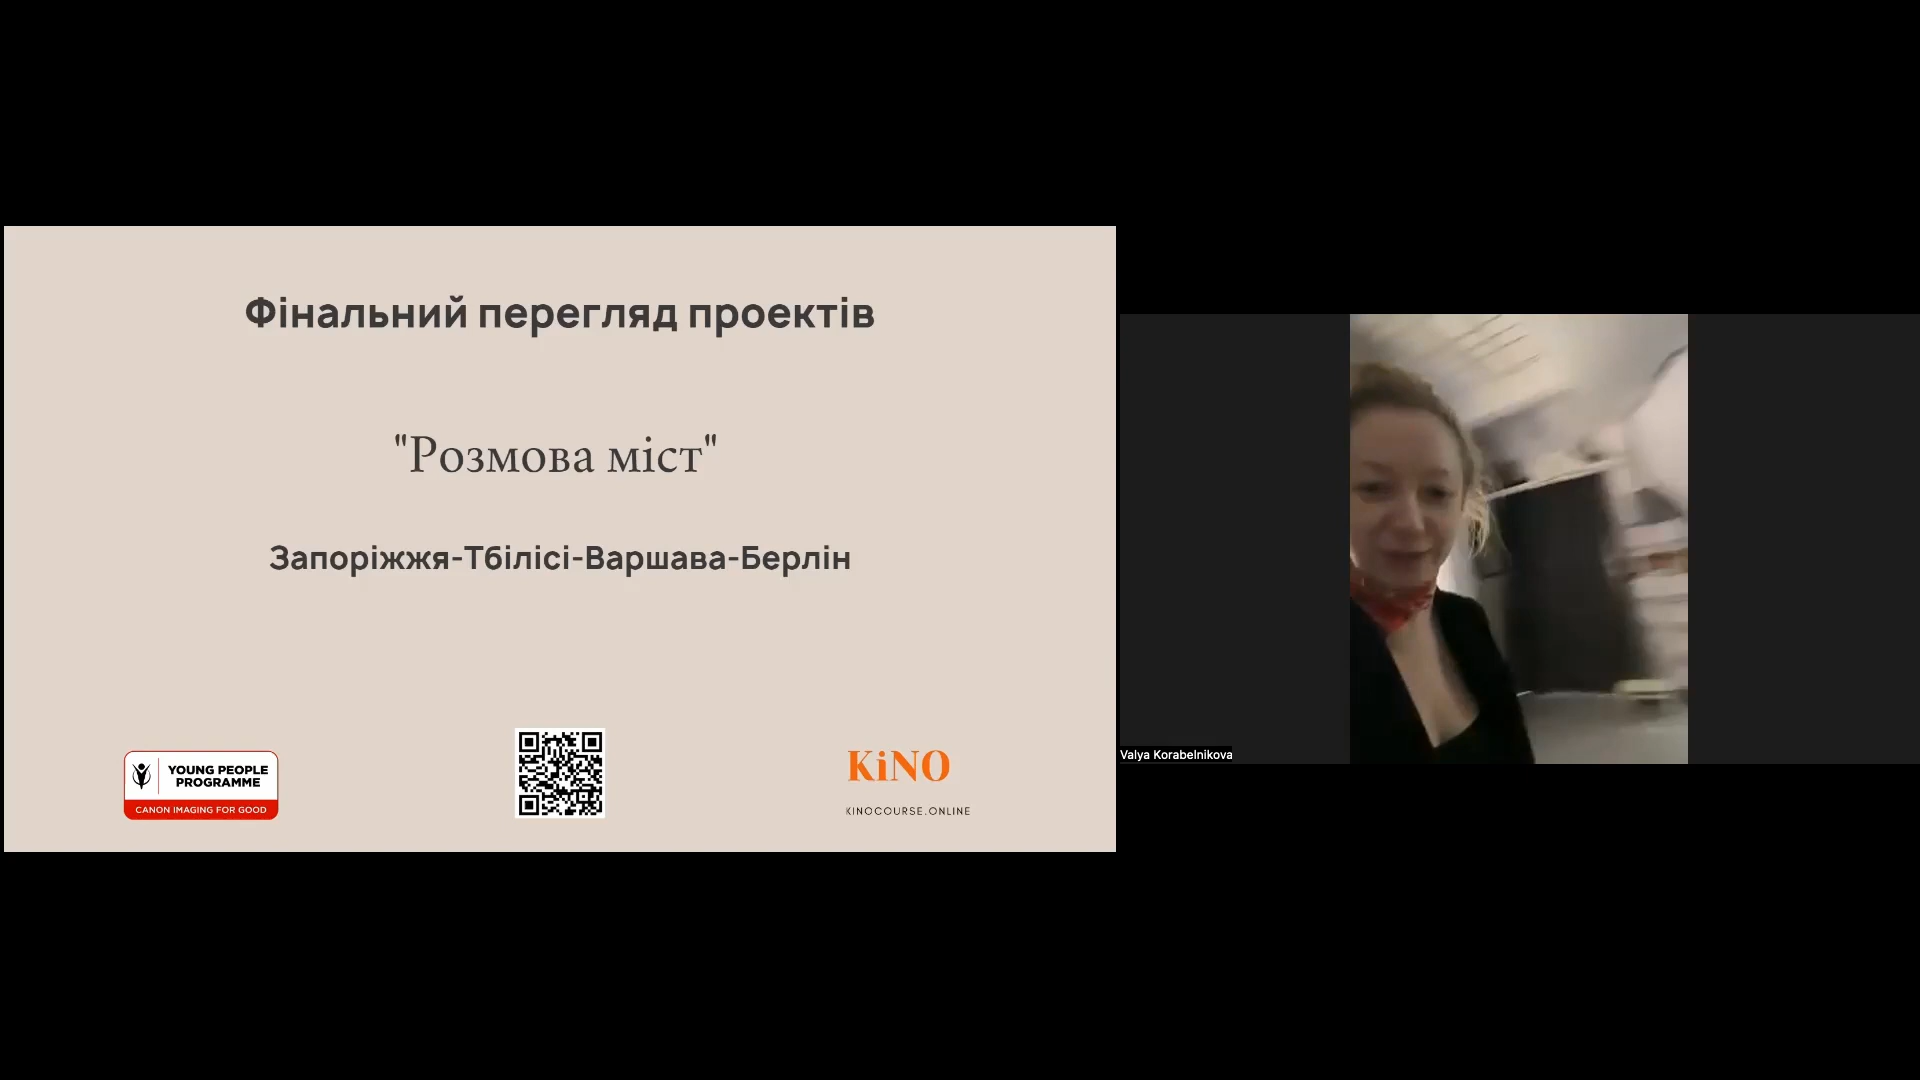 Фінальний перегляд проектів
"Розмова міст"
Запоріжжя-Тбілісі-Варшава-Берлін
YOUNG PEOPLE
PROGRAMME
CANON IMAGING FOR GOOD
KiNO
KINOCOURSE.ONLINE
Valya Korabelnikova